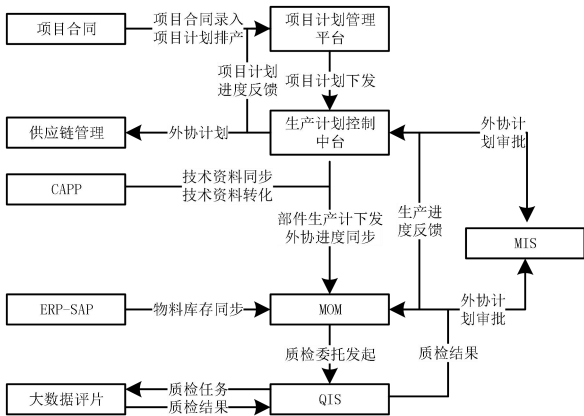 项目合同
项目合同录入
项目计划排产
项目计划管理
平台
项目计划
进度反馈
项目计划下发
供应链管理
外协计划
生产计划控制
中台
外协计
划审批
CAPP
技术资料同步
技术资料转化
部件生产计下发
外协进度同步
生产进
度反馈
MIS
ERP-SAP
物料库存同步
MOM
外协计
划审批
质检委托发起
质检结果
大数据评片
质检任务
质检结果
QIS